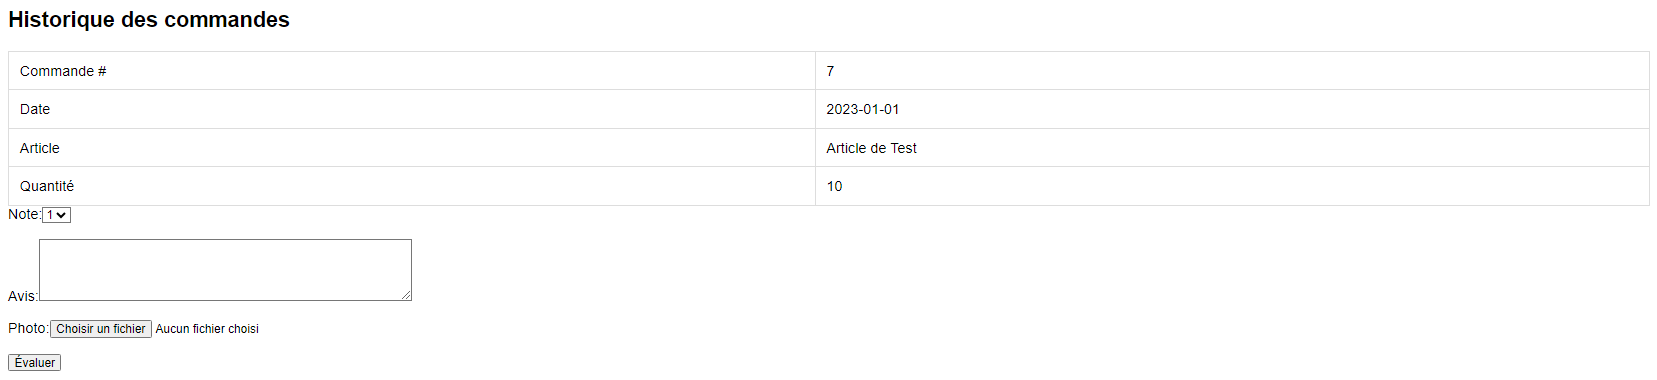 Historique des commandes
Commande # 7
Date 2023-01-01
Article Article de Test
Quantité 10
Note: 1
Avis:
Photo: Choisir un fichier Aucun fichier choisi
Évaluer